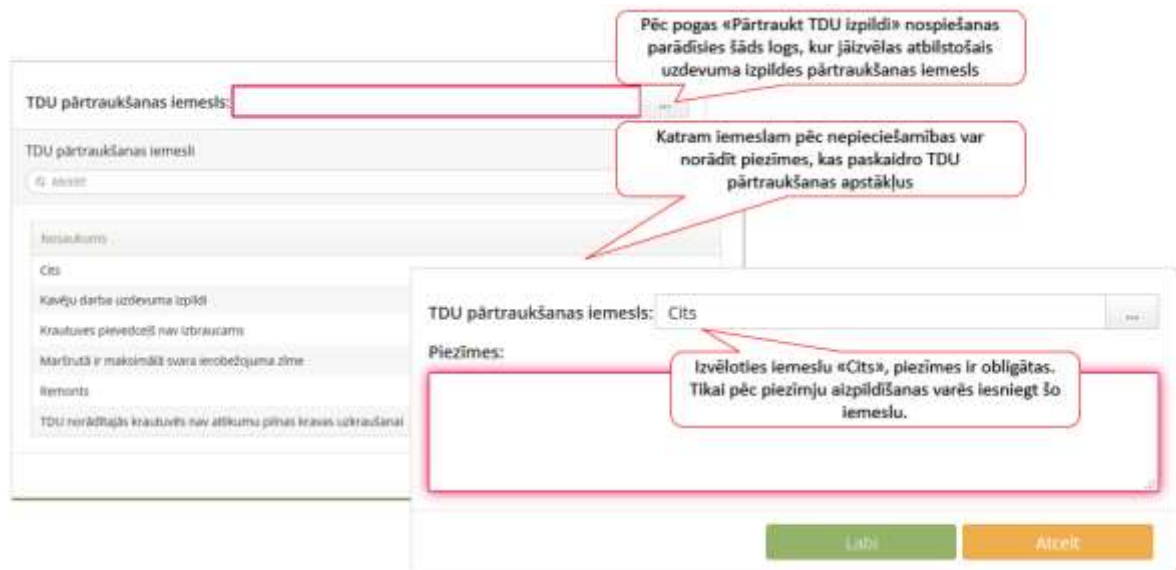 Pēc pogas «Pārtraukt TDU izpildi» nospiešanas
parādīsies šāds logs, kur jāizvēlas atbilstošais
uzdevuma izpildes pārtraukšanas iemesls
TDU pārtraukšanas iemesls:
...
TDU pārtraukšanas iemesli
Katram iemeslam pēc nepieciešamības var
norādīt piezīmes, kas paskaidro TDU
pārtraukšanas apstākļus
Nosaukums
Cits
Kavēju darba uzdevuma izpildi
Krautuves pievedceļš nav izbraucams
Maršrutā ir maksimālā svara ierobežojuma zīme
Remonts
TDU norādītajās krautuvēs nav atlikumu pilnas kravas uzkraušanai
TDU pārtraukšanas iemesls: Cits
...
Piezīmes:
Izvēloties iemeslu «Cits», piezīmes ir obligātas.
Tikai pēc piezīmju aizpildīšanas varēs iesniegt šo
iemeslu.
Labi
Atcelt